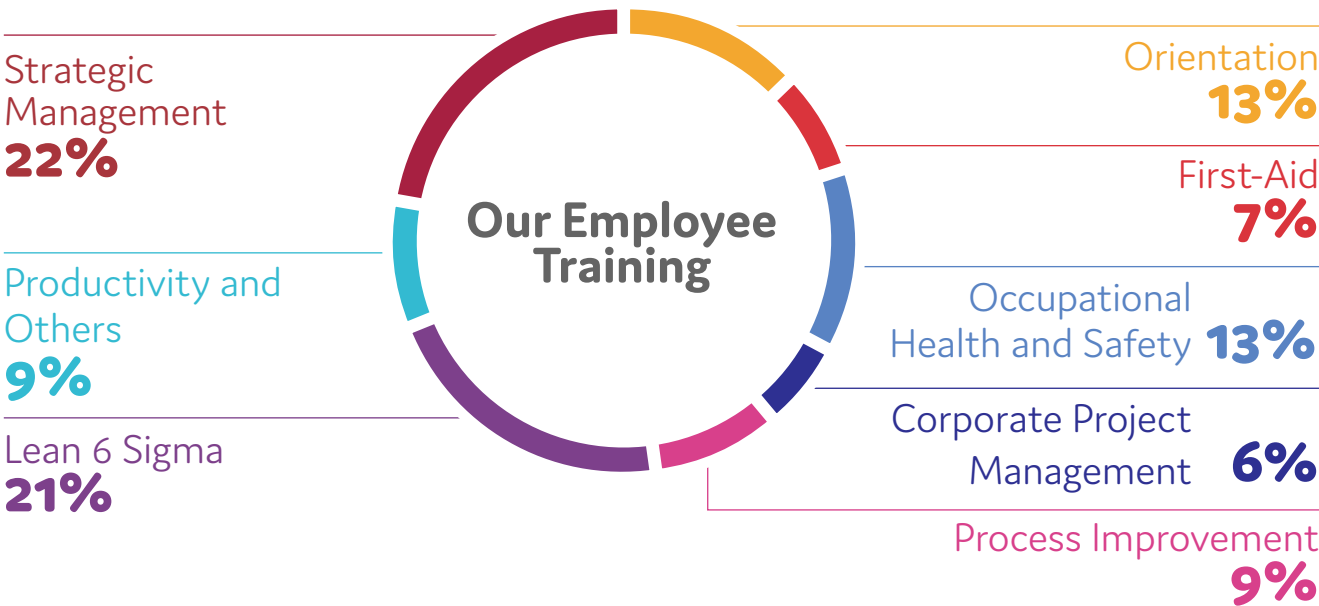 Our Employee
Training
Strategic
Management
22%
Productivity and
Others
9%
Lean 6 Sigma
21%
Orientation
13%
First-Aid
7%
Occupational
Health and Safety 13%
Corporate Project
Management 6%
Process Improvement
9%